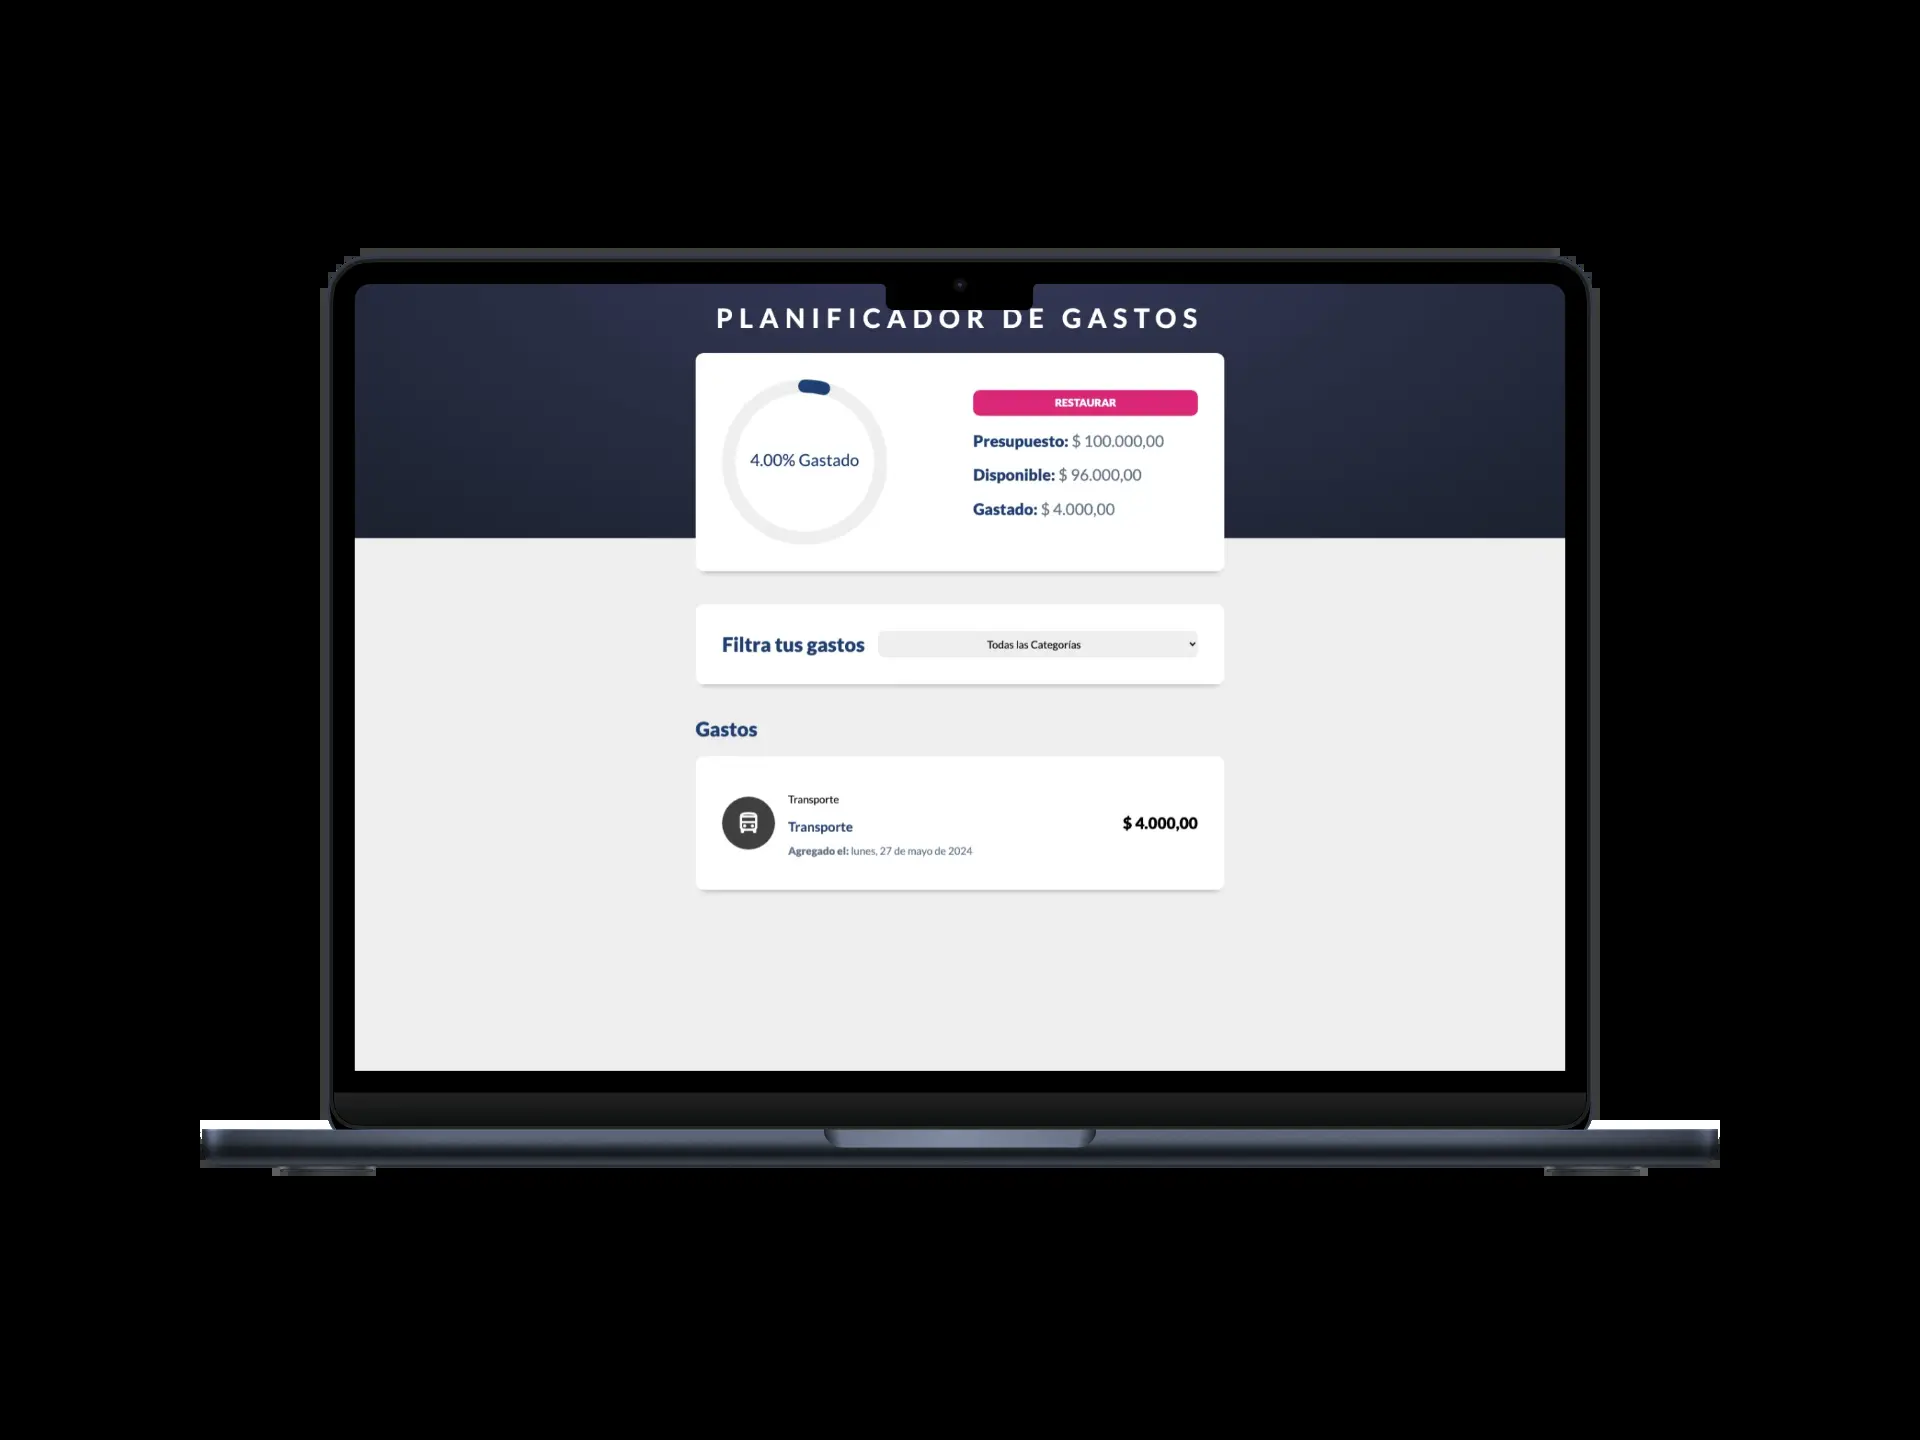 PLANIFICADOR DE GASTOS
4.00% Gastado
RESTAURAR
Presupuesto: $ 100.000,00
Disponible: $ 96.000,00
Gastado: $ 4.000,00
Filtra tus gastos
Todas las Categorías
Gastos
Transporte
Transporte
Agregado el: lunes, 27 de mayo de 2024
$ 4.000,00